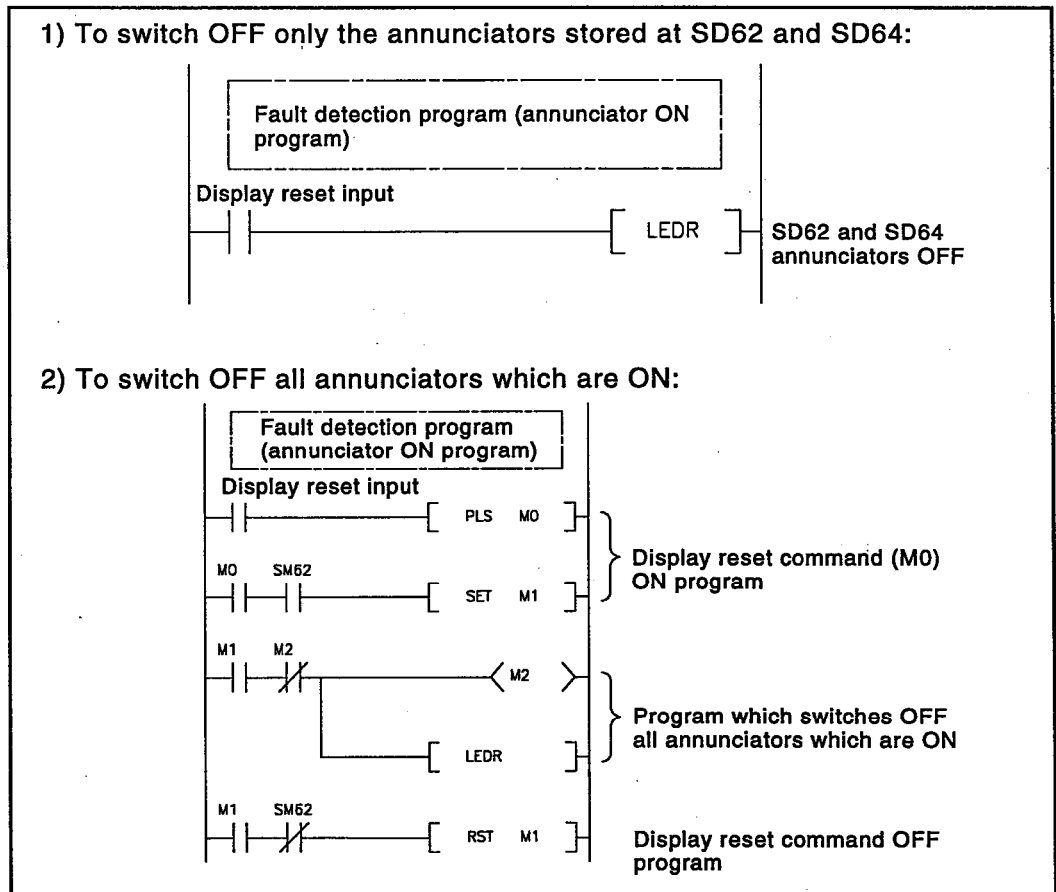 1) To switch OFF only the annunciators stored at SD62 and SD64:
Fault detection program (annunciator ON
program)
Display reset input
LEDR
SD62 and SD64
annunciators OFF
2) To switch OFF all annunciators which are ON:
Fault detection program
(annunciator ON program)
Display reset input
PLS M0
Display reset command (M0)
ON program
M0 SM62
SET M1
M1 M2
M2
Program which switches OFF
all annunciators which are ON
LEDR
M1 SM62
RST M1
Display reset command OFF
program